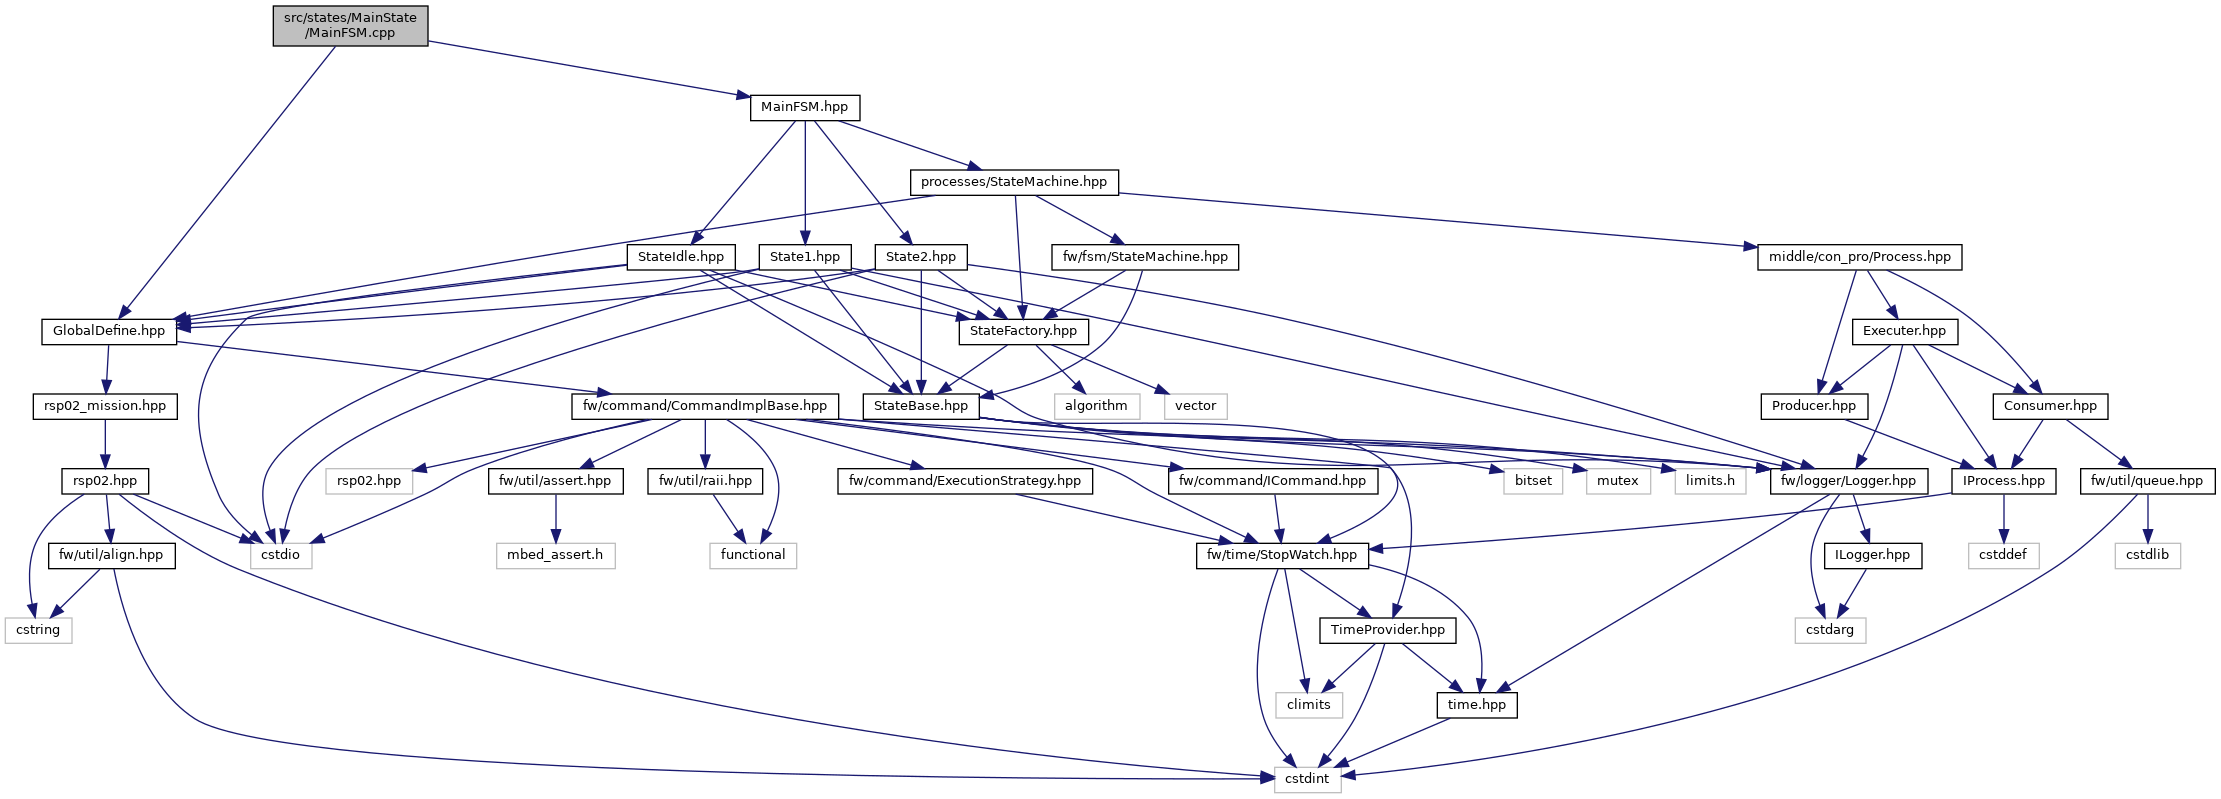 src/states/MainState
/MainFSM.cpp
MainFSM.hpp
processes/StateMachine.hpp
StateIdle.hpp
State1.hpp
State2.hpp
fw/fsm/StateMachine.hpp
middle/con_pro/Process.hpp
GlobalDefine.hpp
StateFactory.hpp
Executer.hpp
rsp02_mission.hpp
fw/command/CommandImplBase.hpp
StateBase.hpp
algorithm
vector
Producer.hpp
Consumer.hpp
rsp02.hpp
rsp02.hpp
fw/util/assert.hpp
fw/util/raii.hpp
fw/command/ExecutionStrategy.hpp
fw/command/ICommand.hpp
bitset
mutex
limits.h
fw/logger/Logger.hpp
IProcess.hpp
fw/util/queue.hpp
fw/util/align.hpp
cstdio
mbed_assert.h
functional
fw/time/StopWatch.hpp
ILogger.hpp
cstddef
cstdlib
cstring
TimeProvider.hpp
cstdarg
climits
time.hpp
cstdint